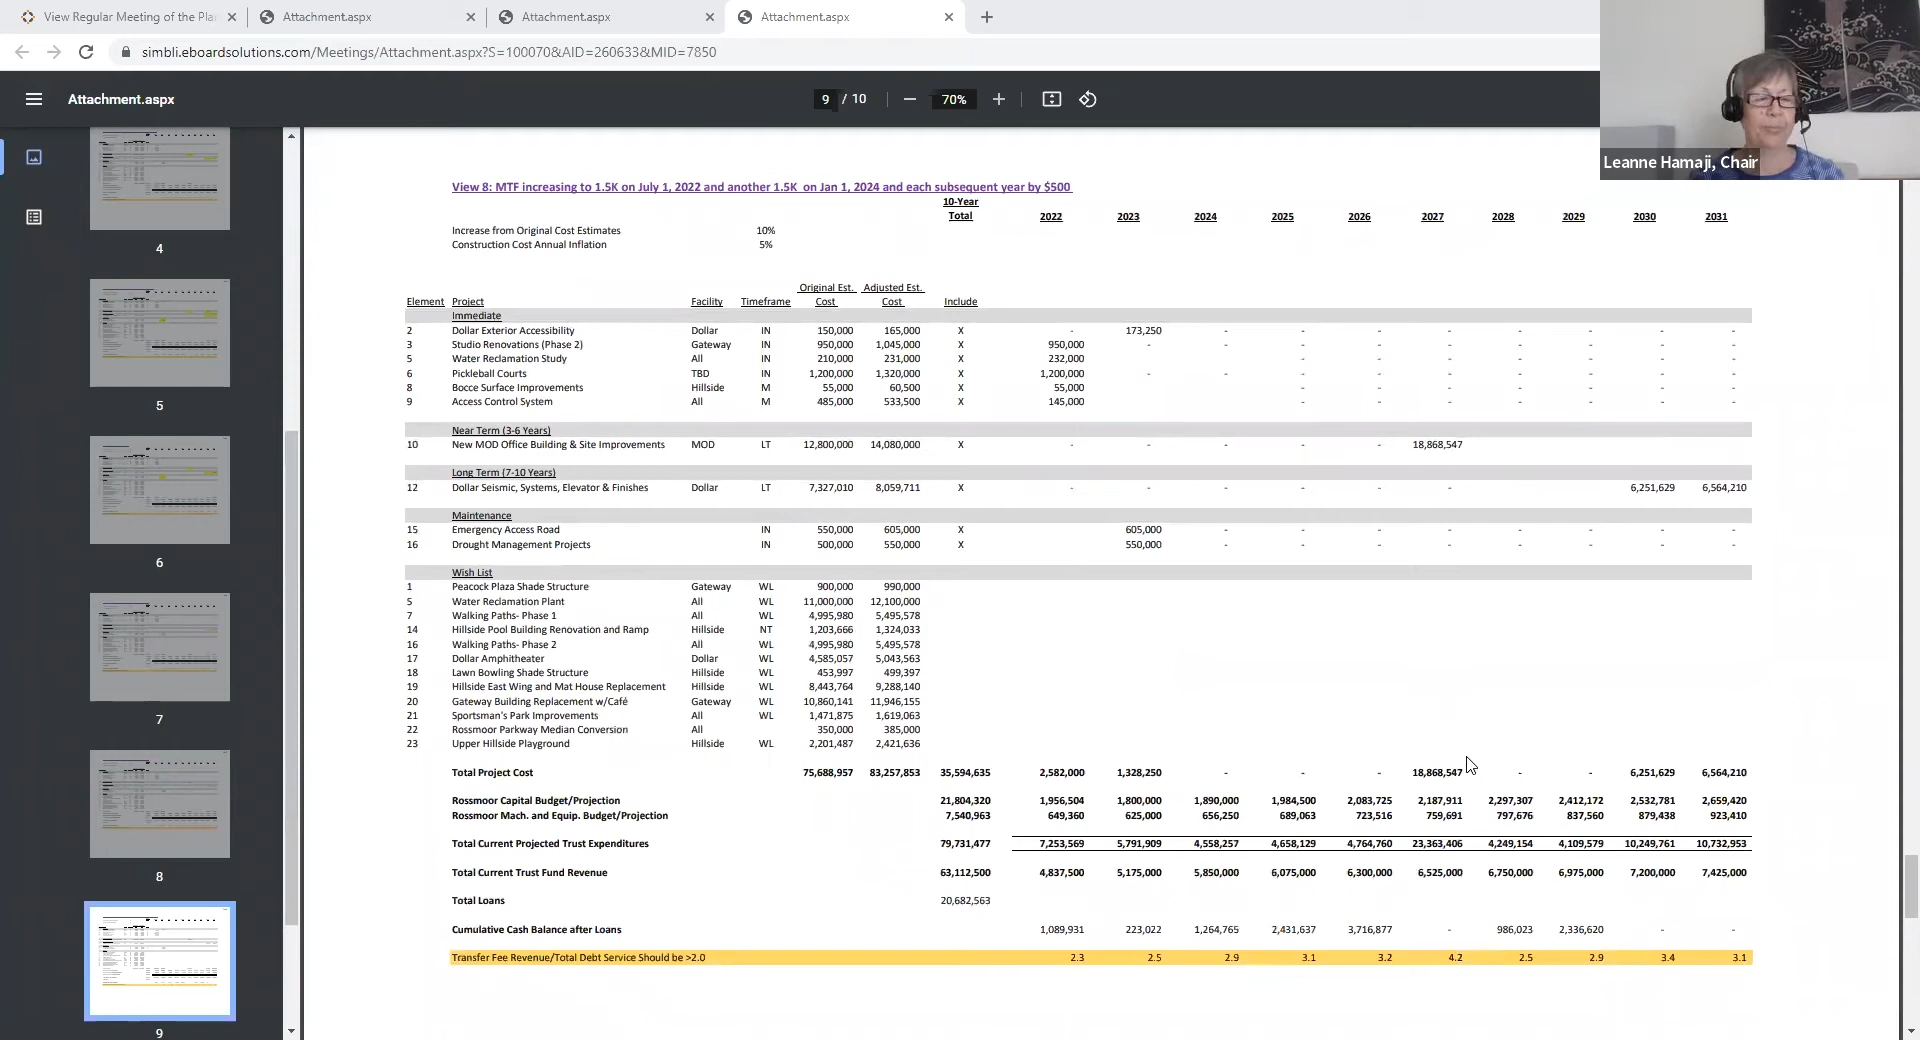 View Regular Meeting of the Pla
Attachment.aspx
Attachment.aspx
Attachment.aspx
simbli.eboardsolutions.com/Meetings/Attachment.aspx?S=100070&AID=260633&MID=7850
Attachment.aspx
9 / 10
70%
Leanne Hamaji, Chair
4
5
6
7
8
9
View 8: MTF increasing to 1.5K on July 1, 2022 and another 1.5K on Jan 1, 2024 and each subsequent year by $500
10-Year
Total 2022 2023 2024 2025 2026 2027 2028 2029 2030 2031
Increase from Original Cost Estimates 10%
Construction Cost Annual Inflation 5%
Original Est. Adjusted Est.
Element Project Facility Timeframe Cost Cost Include
Immediate
2 Dollar Exterior Accessibility Dollar IN 150,000 165,000 X - 173,250 - - - - - - - -
3 Studio Renovations (Phase 2) Gateway IN 950,000 1,045,000 X 950,000 - - - - - - - - -
5 Water Reclamation Study All IN 210,000 231,000 X 232,000 - - - - - - -
6 Pickleball Courts TBD IN 1,200,000 1,320,000 X 1,200,000 - - - - - - - - -
8 Bocce Surface Improvements Hillside M 55,000 60,500 X 55,000 - - - - - - -
9 Access Control System All M 485,000 533,500 X 145,000 - - - - - - -
Near Term (3-6 Years)
10 New MOD Office Building & Site Improvements MOD LT 12,800,000 14,080,000 X - - - - - 18,868,547 - - - -
Long Term (7-10 Years)
12 Dollar Seismic, Systems, Elevator & Finishes Dollar LT 7,327,010 8,059,711 X - - - - - - 6,251,629 6,564,210
Maintenance
15 Emergency Access Road IN 550,000 605,000 X 605,000 - - - - - - - -
16 Drought Management Projects IN 500,000 550,000 X 550,000 - - - - - - - -
Wish List
1 Peacock Plaza Shade Structure Gateway WL 900,000 990,000
5 Water Reclamation Plant All WL 11,000,000 12,100,000
7 Walking Paths- Phase 1 All WL 4,995,980 5,495,578
14 Hillside Pool Building Renovation and Ramp Hillside NT 1,203,666 1,324,033
16 Walking Paths- Phase 2 All WL 4,995,980 5,495,578
17 Dollar Amphitheater Dollar WL 4,585,057 5,043,563
18 Lawn Bowling Shade Structure Hillside WL 453,997 499,397
19 Hillside East Wing and Mat House Replacement Hillside WL 8,443,764 9,288,140
20 Gateway Building Replacement w/Café Gateway WL 10,860,141 11,946,155
21 Sportsman's Park Improvements All WL 1,471,875 1,619,063
22 Rossmoor Parkway Median Conversion All 350,000 385,000
23 Upper Hillside Playground Hillside WL 2,201,487 2,421,636
Total Project Cost 75,688,957 83,257,853 35,594,635 2,582,000 1,328,250 - - - 18,868,547 - - 6,251,629 6,564,210
Rossmoor Capital Budget/Projection 21,804,320 1,956,504 1,800,000 1,890,000 1,984,500 2,083,725 2,187,911 2,297,307 2,412,172 2,532,781 2,659,420
Rossmoor Mach. and Equip. Budget/Projection 7,540,963 649,360 625,000 656,250 689,063 723,516 759,691 797,676 837,560 879,438 923,410
Total Current Projected Trust Expenditures 79,731,477 7,253,569 5,791,909 4,558,257 4,658,129 4,764,760 23,363,406 4,249,154 4,109,579 10,249,761 10,732,953
Total Current Trust Fund Revenue 63,112,500 4,837,500 5,175,000 5,850,000 6,075,000 6,300,000 6,525,000 6,750,000 6,975,000 7,200,000 7,425,000
Total Loans 20,682,563
Cumulative Cash Balance after Loans 1,089,931 223,022 1,264,765 2,431,637 3,716,877 - 986,023 2,336,620 - -
Transfer Fee Revenue/Total Debt Service Should be >2.0 2.3 2.5 2.9 3.1 3.2 4.2 2.5 2.9 3.4 3.1